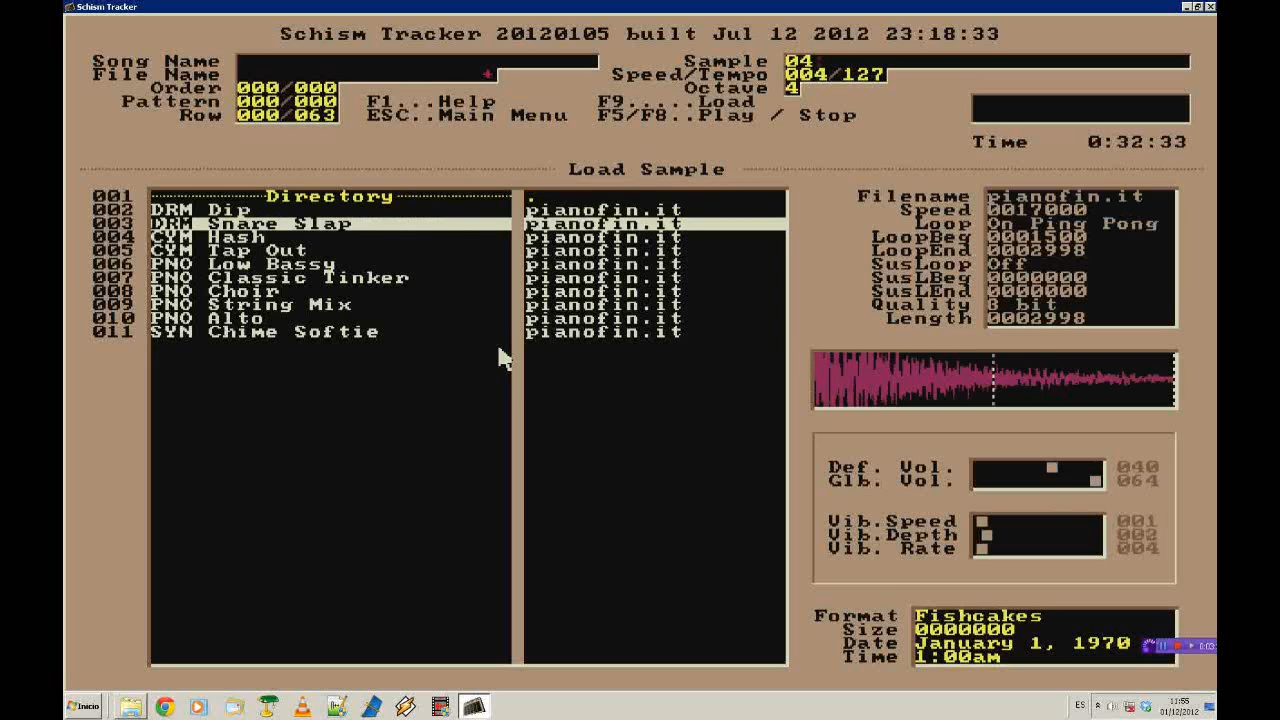 Schism Tracker
Schism Tracker 20120105 built Jul 12 2012 23:18:33
Song Name
File Name
Order 000/000
Pattern 000/000
Row 000/063
F1...Help
ESC..Main Menu
F9.....Load
F5/F8..Play / Stop
Sample 04
Speed/Tempo 004/127
Octave 4
Time 0:32:33
Load Sample
001 Directory .
002 DRM Dip pianofin.it
003 DRM Snare Slap pianofin.it
004 CYM Hash pianofin.it
005 CYM Tap Out pianofin.it
006 PNO Low Bassy pianofin.it
007 PNO Classic Tinker pianofin.it
008 PNO Choir pianofin.it
009 PNO String Mix pianofin.it
010 PNO Alto pianofin.it
011 SYN Chime Softie pianofin.it
Filename pianofin.it
Speed 0017000
Loop On Ping Pong
LoopBeg 0001500
LoopEnd 0002998
SusLoop Off
SusLBeg 0000000
SusLEnd 0000000
Quality 8 bit
Length 0002998
Def. Vol. 040
Glb. Vol. 064
Vib.Speed 001
Vib.Depth 002
Vib. Rate 004
Format Fishcakes
Size 0000000
Date January 1, 1970
Time 1:00am
Inicio
ES
11:55
01/12/2012